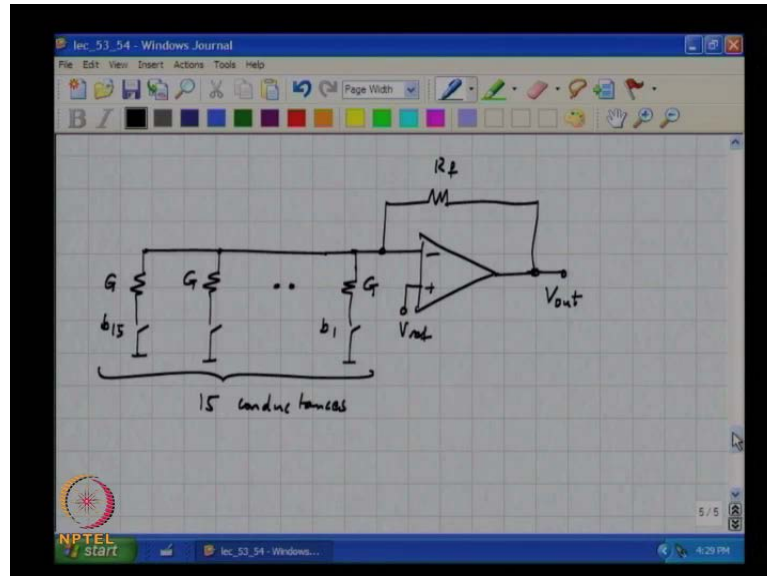 lec_53_54 - Windows Journal
File Edit View Insert Actions Tools Help
Page Width
B I
Rf
G G G
b15 b1
− +
Vref
Vout
15 conductances
5/5
NPTEL
start lec_53_54 - Windows... 4:29 PM